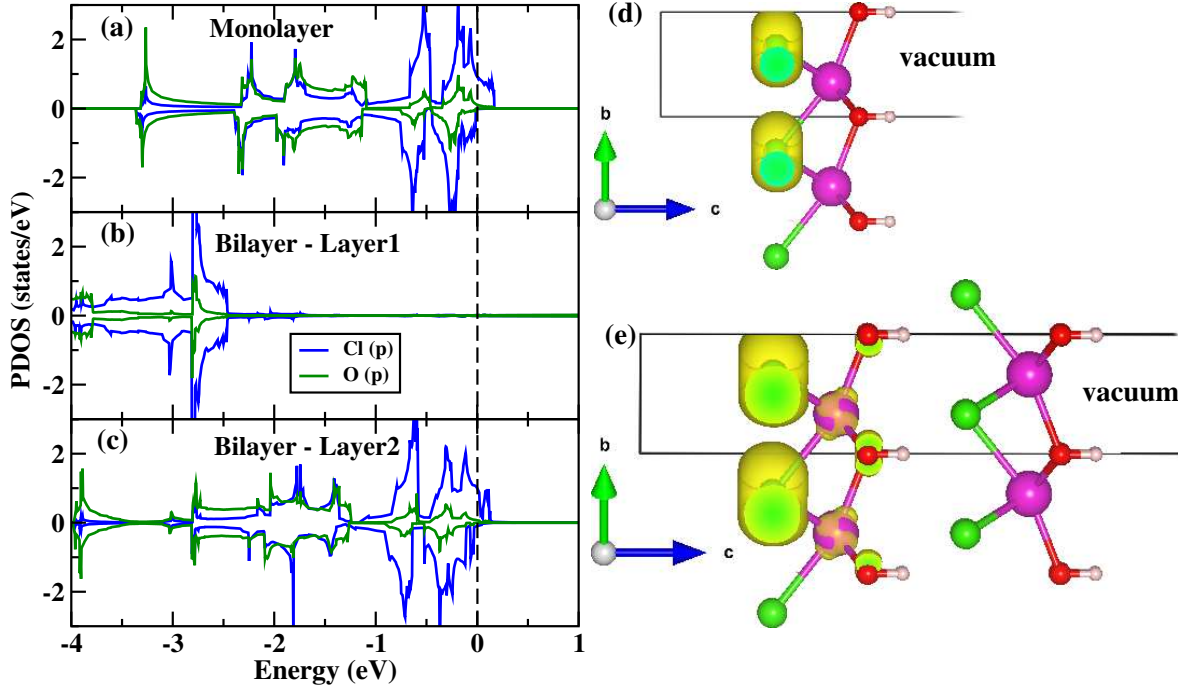 (a)
Monolayer
2
0
-2
(b)
Bilayer - Layer1
2
0
-2
Cl (p)
O (p)
(c)
Bilayer - Layer2
2
0
-2
-4
-3
-2
-1
0
1
PDOS (states/eV)
Energy (eV)
(d)
vacuum
b
c
(e)
vacuum
b
c